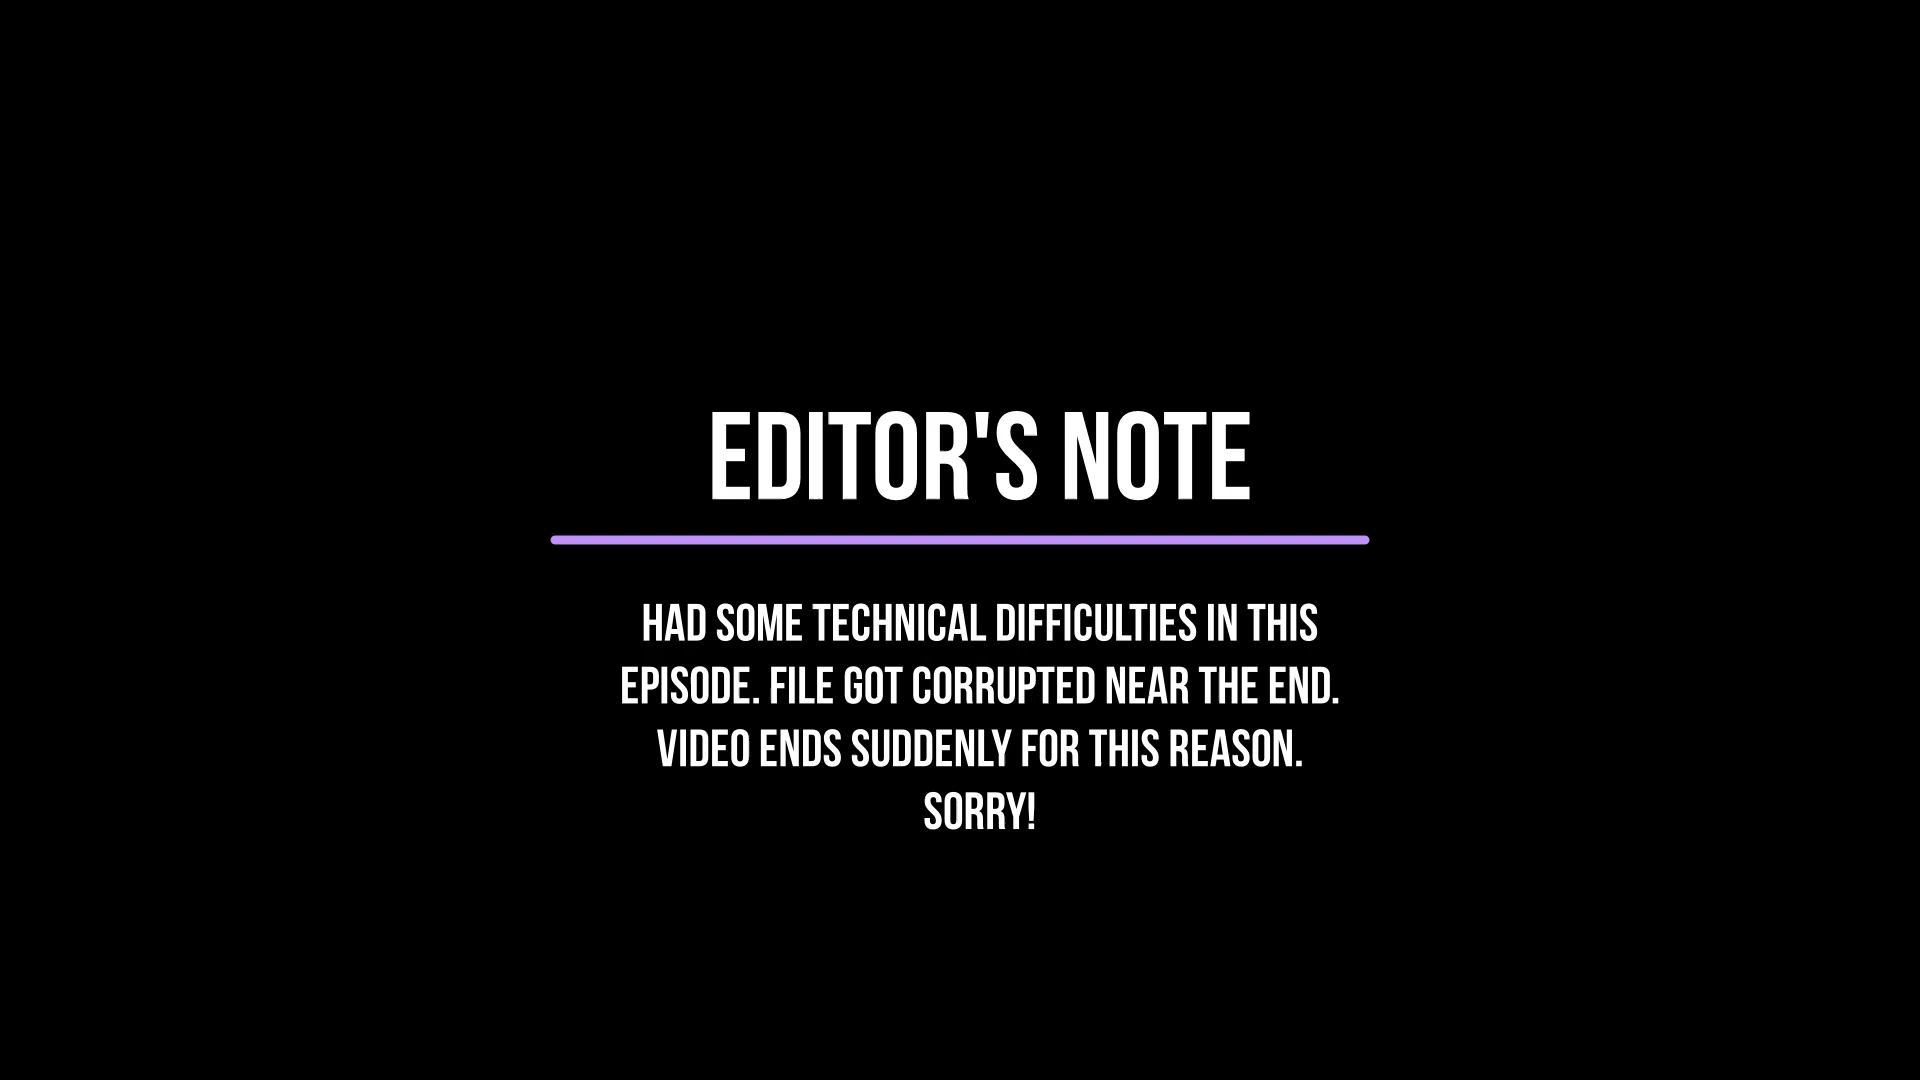 EDITOR'S NOTE
HAD SOME TECHNICAL DIFFICULTIES IN THIS
EPISODE. FILE GOT CORRUPTED NEAR THE END.
VIDEO ENDS SUDDENLY FOR THIS REASON.
SORRY!